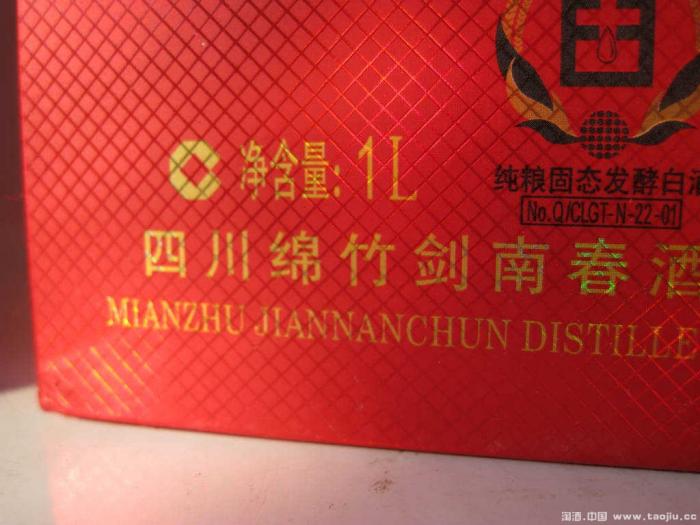 纯粮固态发酵白酒
No.Q/CLGT-N-22-01
净含量: 1L
四川绵竹剑南春酒
MIANZHU JIANNANCHUN DISTILLE
淘酒.中国 www.taojiu.cc